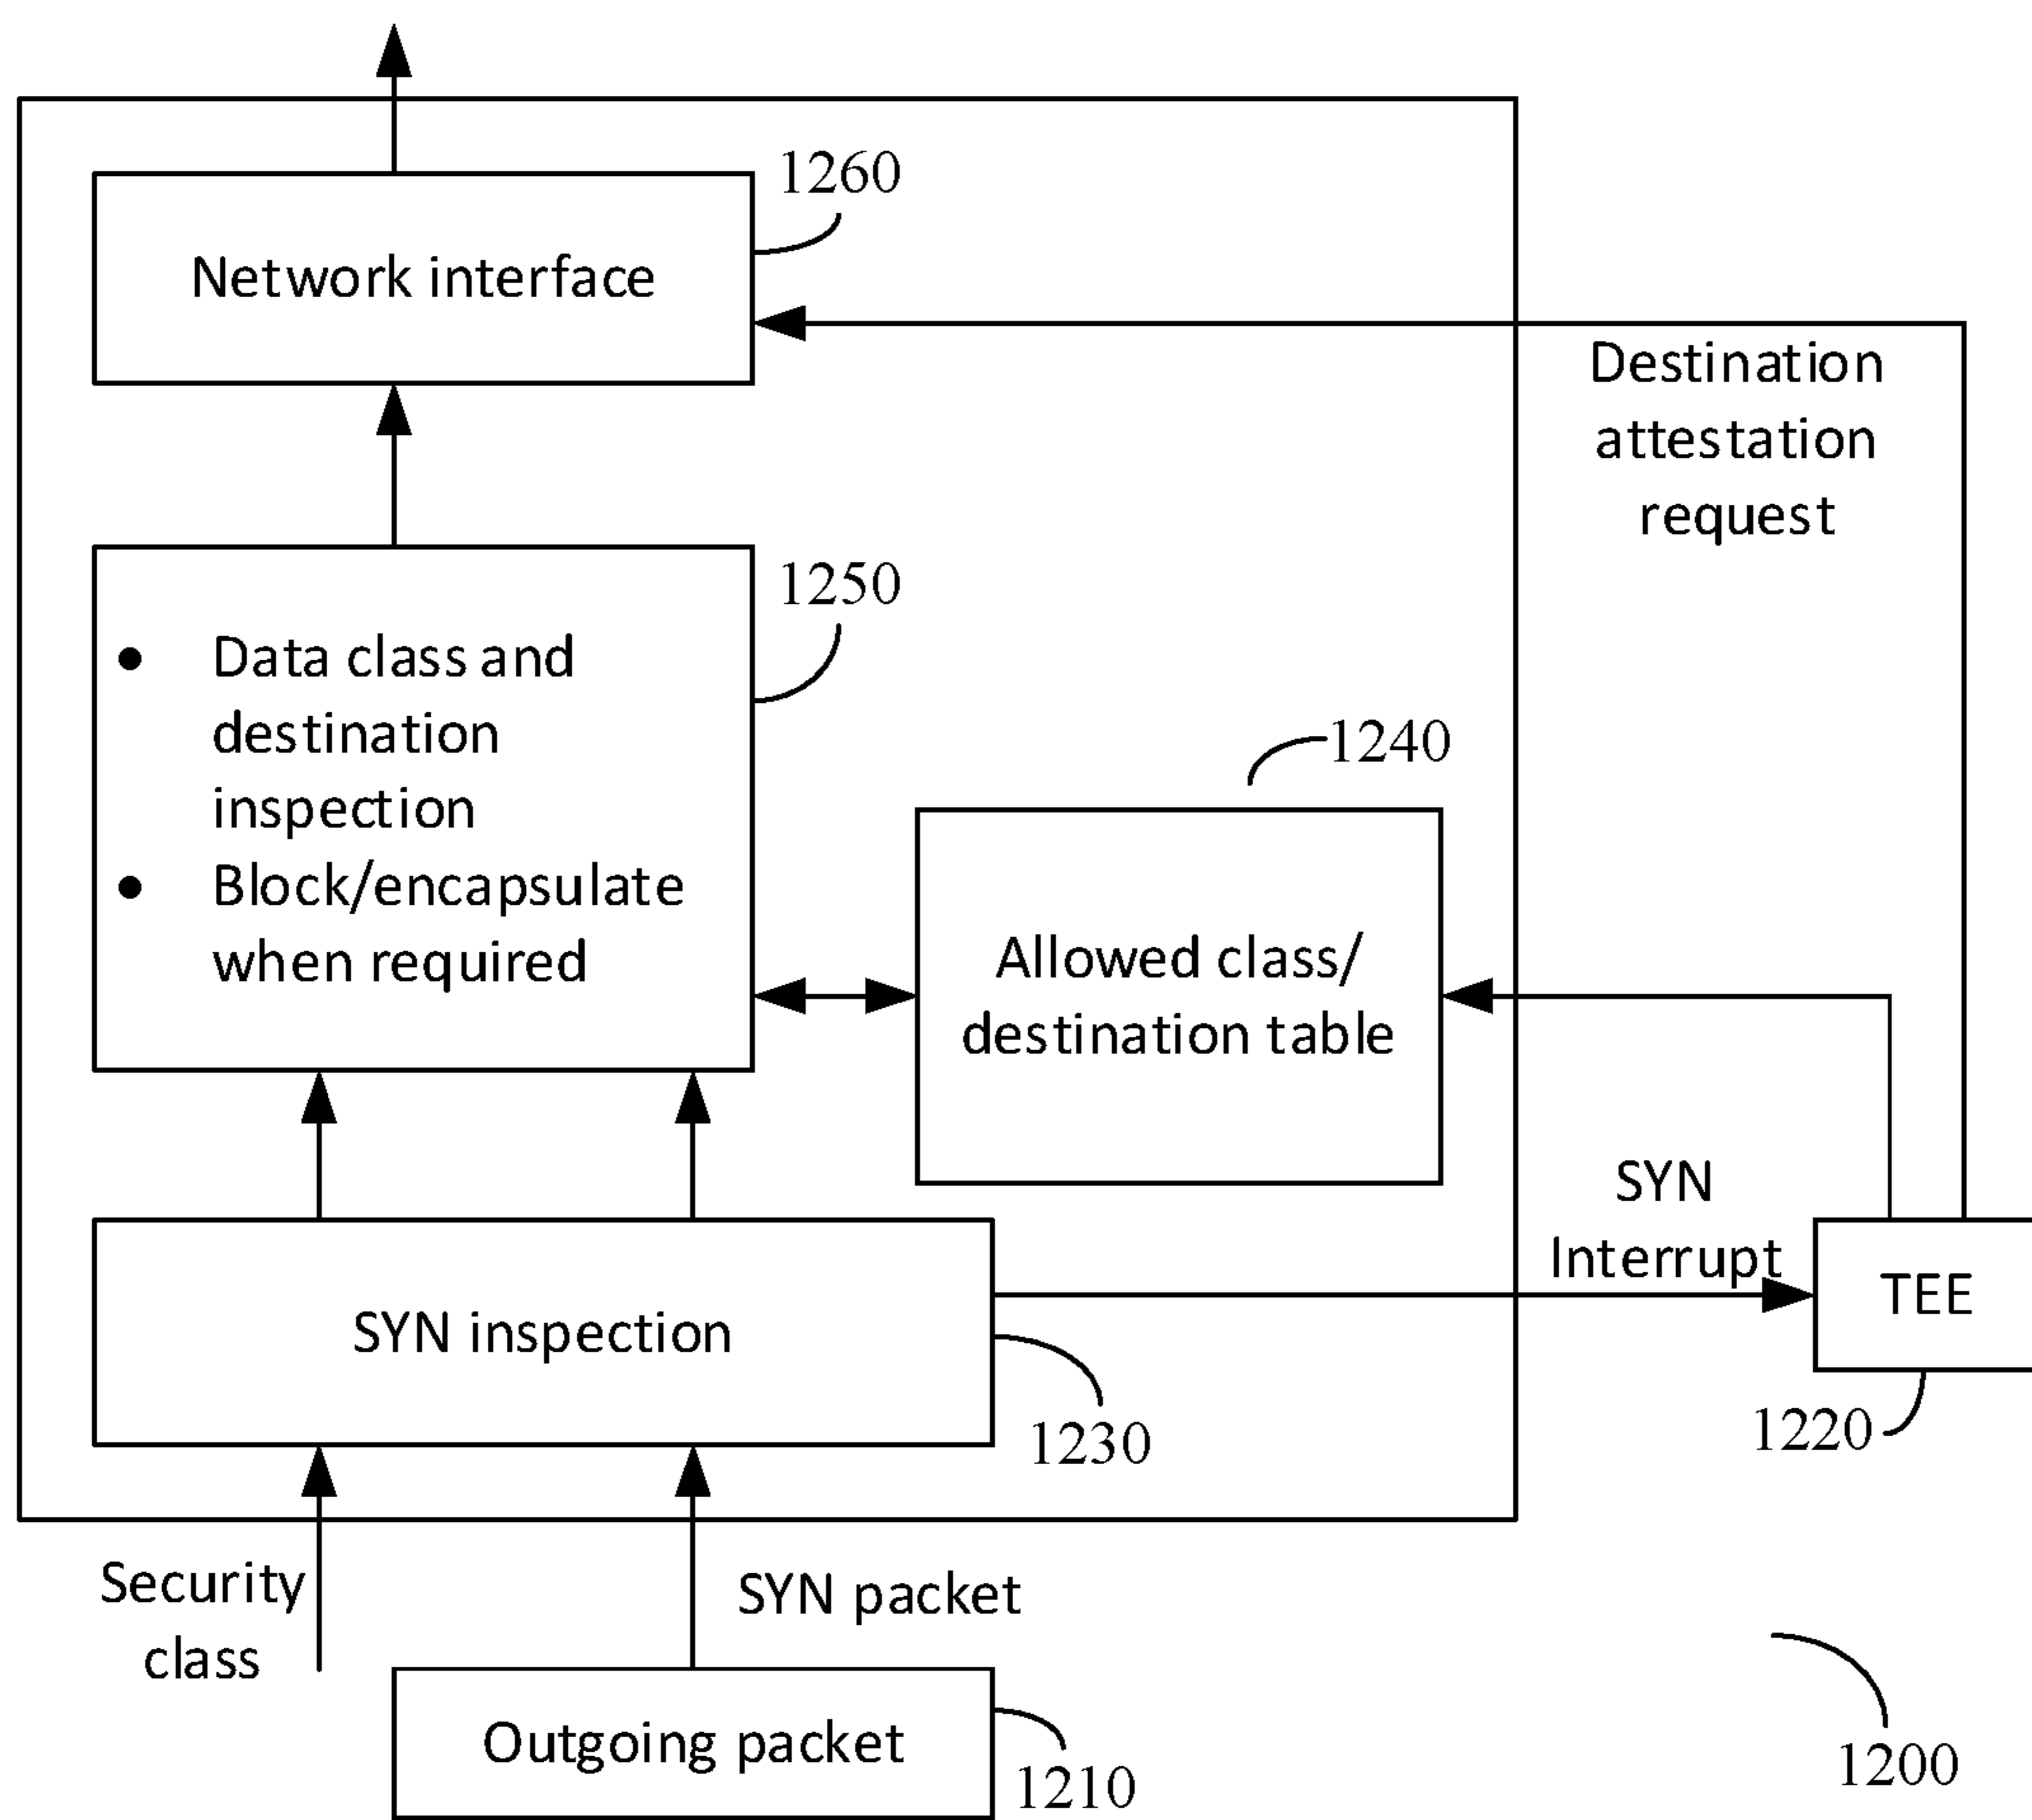 1260
Network interface
Destination
attestation
request
1250
• Data class and
destination
inspection
• Block/encapsulate
when required
1240
Allowed class/
destination table
SYN
Interrupt
TEE
SYN inspection
1230
1220
Security
class
SYN packet
Outgoing packet
1210
1200